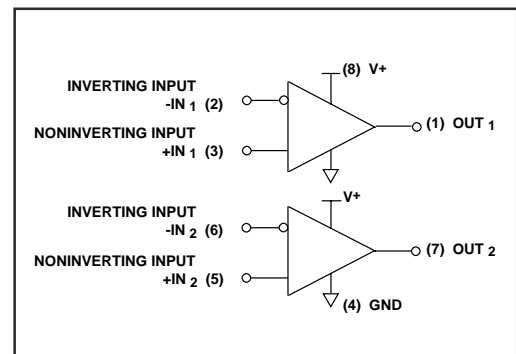 (8) V+
INVERTING INPUT
-IN 1 (2)
(1) OUT 1
NONINVERTING INPUT
+IN 1 (3)
V+
INVERTING INPUT
-IN 2 (6)
(7) OUT 2
NONINVERTING INPUT
+IN 2 (5)
(4) GND